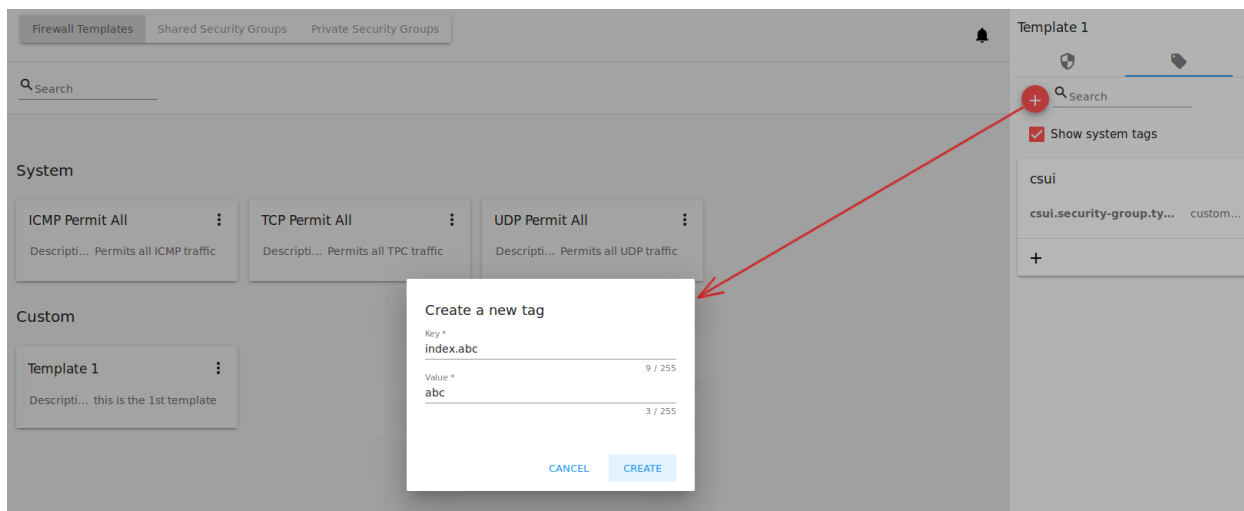 Firewall Templates Shared Security Groups Private Security Groups
Search
System
ICMP Permit All
Descripti... Permits all ICMP traffic
TCP Permit All
Descripti... Permits all TPC traffic
UDP Permit All
Descripti... Permits all UDP traffic
Custom
Template 1
Descripti... this is the 1st template
Create a new tag
Key *
index.abc
9 / 255
Value *
abc
3 / 255
CANCEL CREATE
Template 1
Search
Show system tags
csui
csui.security-group.ty... custom...